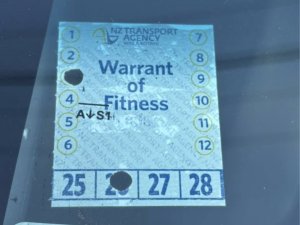 NZ TRANSPORT
AGENCY
1 7
2 8
Warrant
of
Fitness
9
4 10
A↓S1
5 11
6 12
25 27 28